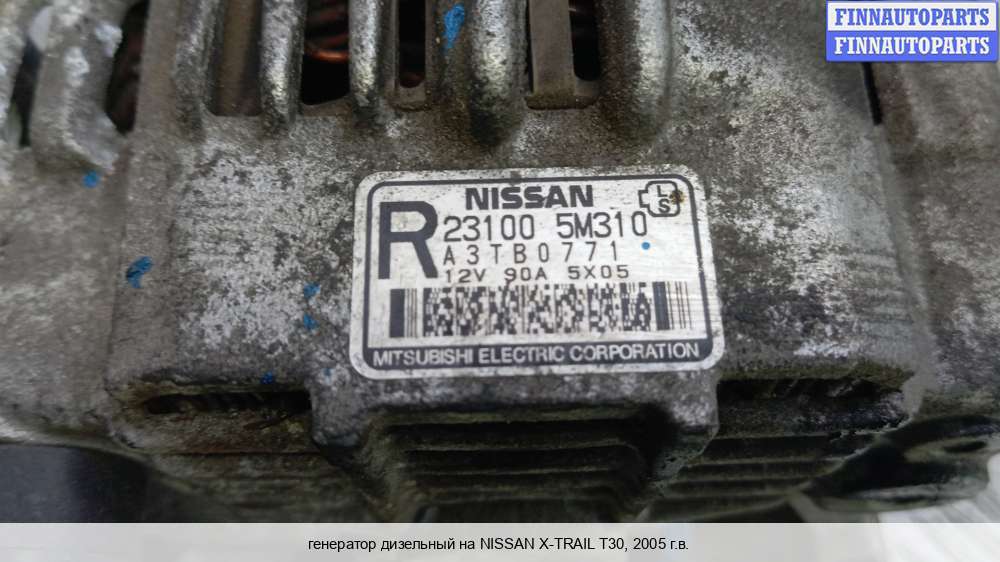 FINNAUTOPARTS
FINNAUTOPARTS
NISSAN
L
S
R
23100 5M310
A3TB0771
12V 90A 5X05
MITSUBISHI ELECTRIC CORPORATION
генератор дизельный на NISSAN X-TRAIL T30, 2005 г.в.